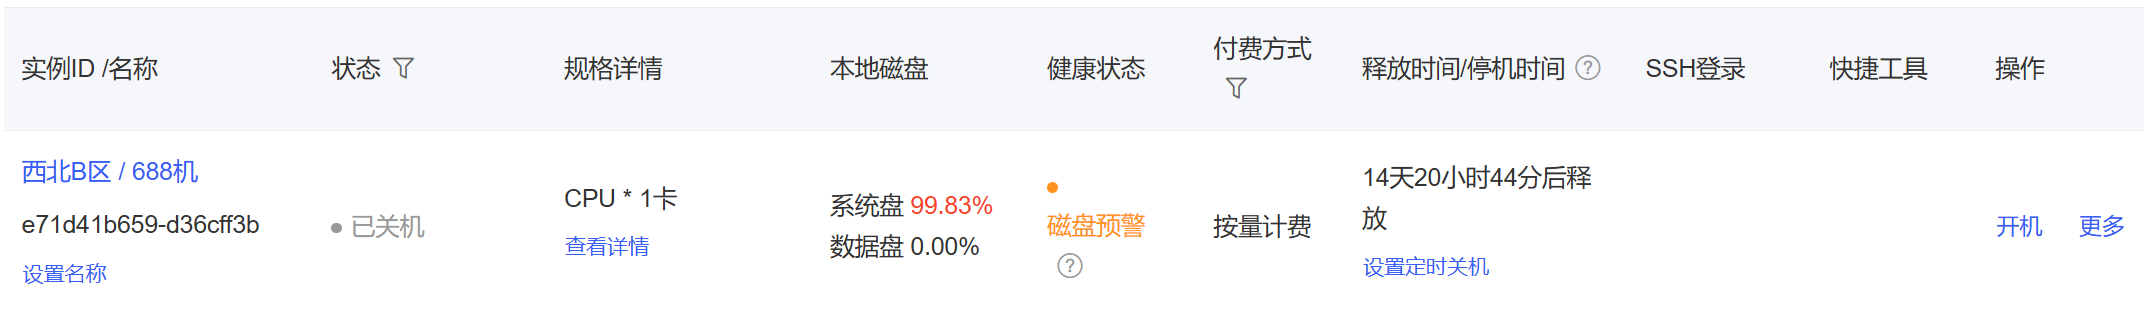 实例ID /名称
状态
规格详情
本地磁盘
健康状态
付费方式
释放时间/停机时间
SSH登录
快捷工具
操作
西北B区 / 688机
e71d41b659-d36cff3b
设置名称
已关机
CPU * 1卡
查看详情
系统盘 99.83%
数据盘 0.00%
磁盘预警
按量计费
14天20小时44分后释
放
设置定时关机
开机 更多